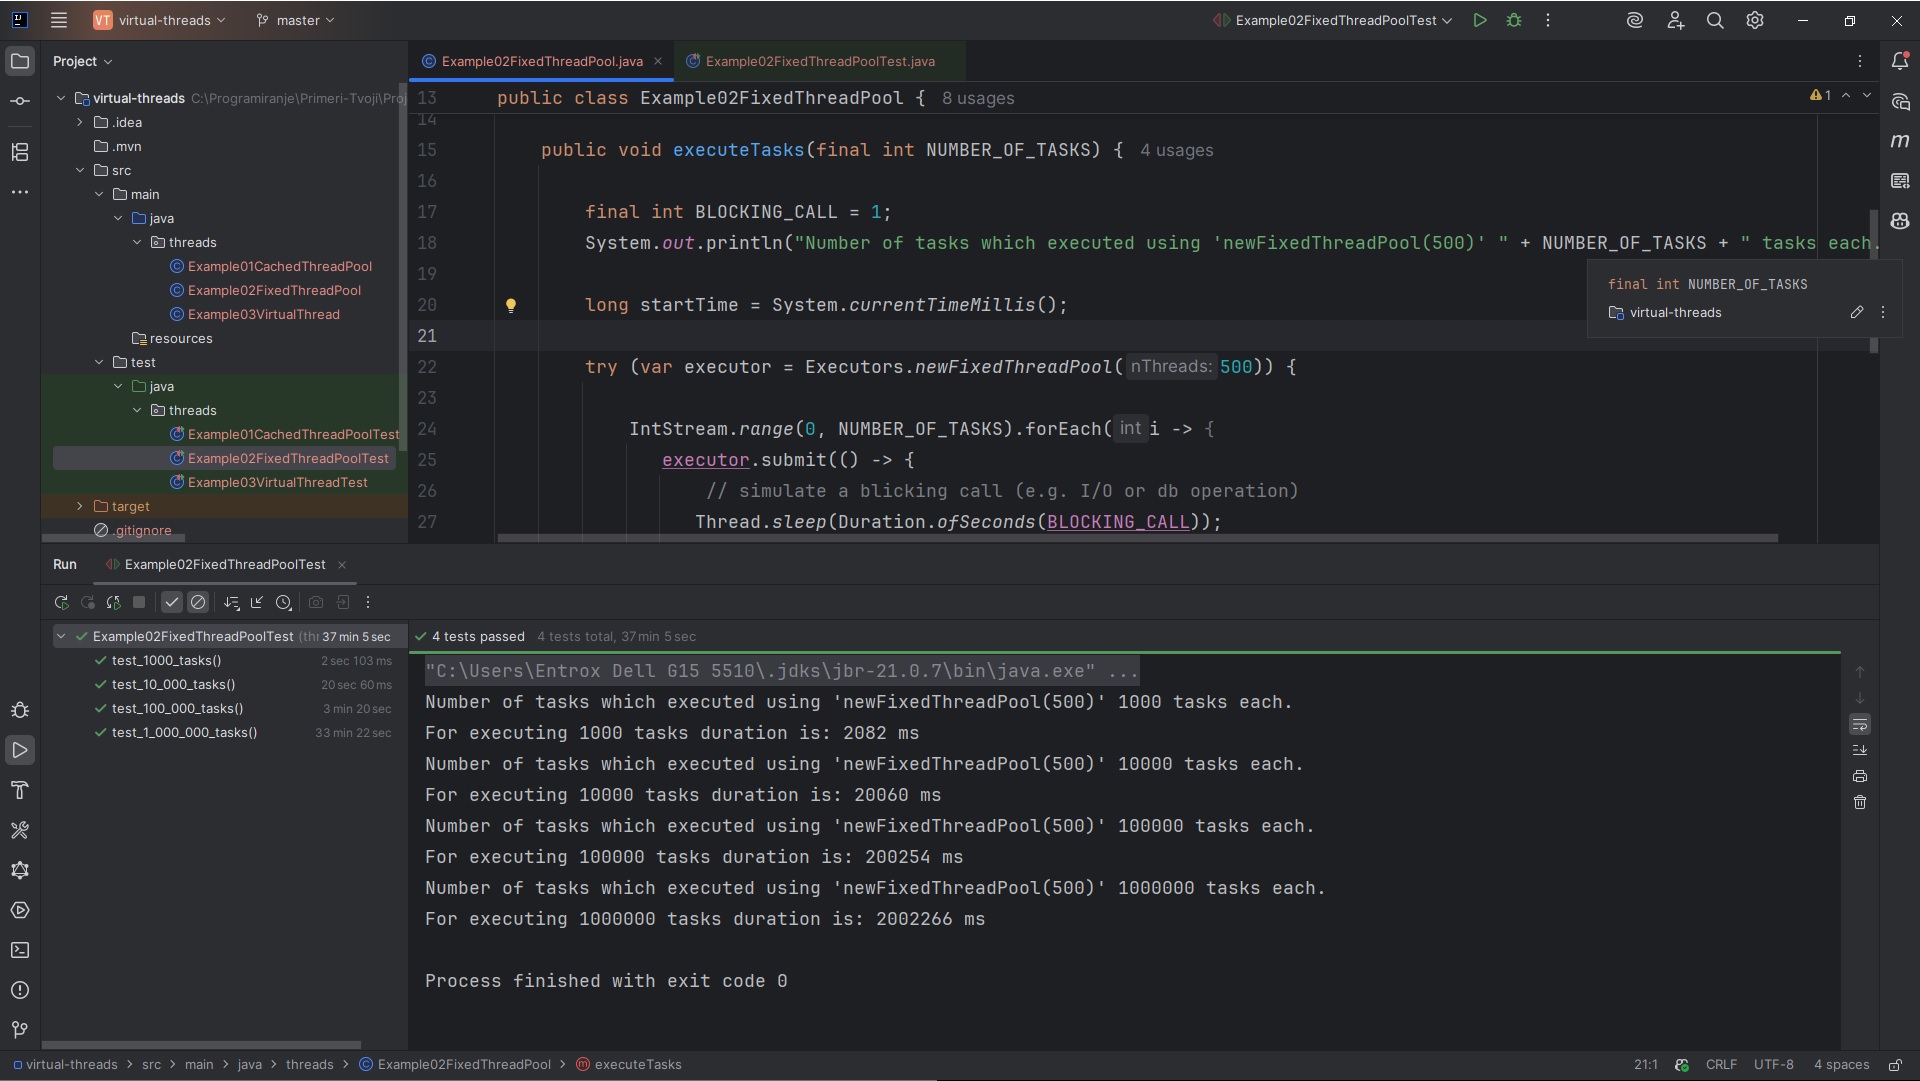 VT virtual-threads master Example02FixedThreadPoolTest
Project
virtual-threads C:\Programiranje\Primeri-Tvoji\Proj
.idea
.mvn
src
main
java
threads
Example01CachedThreadPool
Example02FixedThreadPool
Example03VirtualThread
resources
test
java
threads
Example01CachedThreadPoolTest
Example02FixedThreadPoolTest
Example03VirtualThreadTest
target
.gitignore
Example02FixedThreadPool.java Example02FixedThreadPoolTest.java
13 public class Example02FixedThreadPool { 8 usages
1
14
15 public void executeTasks(final int NUMBER_OF_TASKS) { 4 usages
16
17 final int BLOCKING_CALL = 1;
18 System.out.println("Number of tasks which executed using 'newFixedThreadPool(500)' " + NUMBER_OF_TASKS + " tasks each.
19
20 long startTime = System.currentTimeMillis();
21
22 try (var executor = Executors.newFixedThreadPool( nThreads: 500)) {
23
24 IntStream.range(0, NUMBER_OF_TASKS).forEach( int i -> {
25 executor.submit(() -> {
26 // simulate a blicking call (e.g. I/O or db operation)
27 Thread.sleep(Duration.ofSeconds(BLOCKING_CALL));
final int NUMBER_OF_TASKS
virtual-threads
Run Example02FixedThreadPoolTest
Example02FixedThreadPoolTest (thr 37 min 5 sec
test_1000_tasks() 2 sec 103 ms
test_10_000_tasks() 20 sec 60 ms
test_100_000_tasks() 3 min 20 sec
test_1_000_000_tasks() 33 min 22 sec
4 tests passed 4 tests total, 37 min 5 sec
"C:\Users\Entrox Dell G15 5510\.jdks\jbr-21.0.7\bin\java.exe" ...
Number of tasks which executed using 'newFixedThreadPool(500)' 1000 tasks each.
For executing 1000 tasks duration is: 2082 ms
Number of tasks which executed using 'newFixedThreadPool(500)' 10000 tasks each.
For executing 10000 tasks duration is: 20060 ms
Number of tasks which executed using 'newFixedThreadPool(500)' 100000 tasks each.
For executing 100000 tasks duration is: 200254 ms
Number of tasks which executed using 'newFixedThreadPool(500)' 1000000 tasks each.
For executing 1000000 tasks duration is: 2002266 ms
Process finished with exit code 0
virtual-threads > src > main > java > threads > Example02FixedThreadPool > executeTasks
21:1 CRLF UTF-8 4 spaces